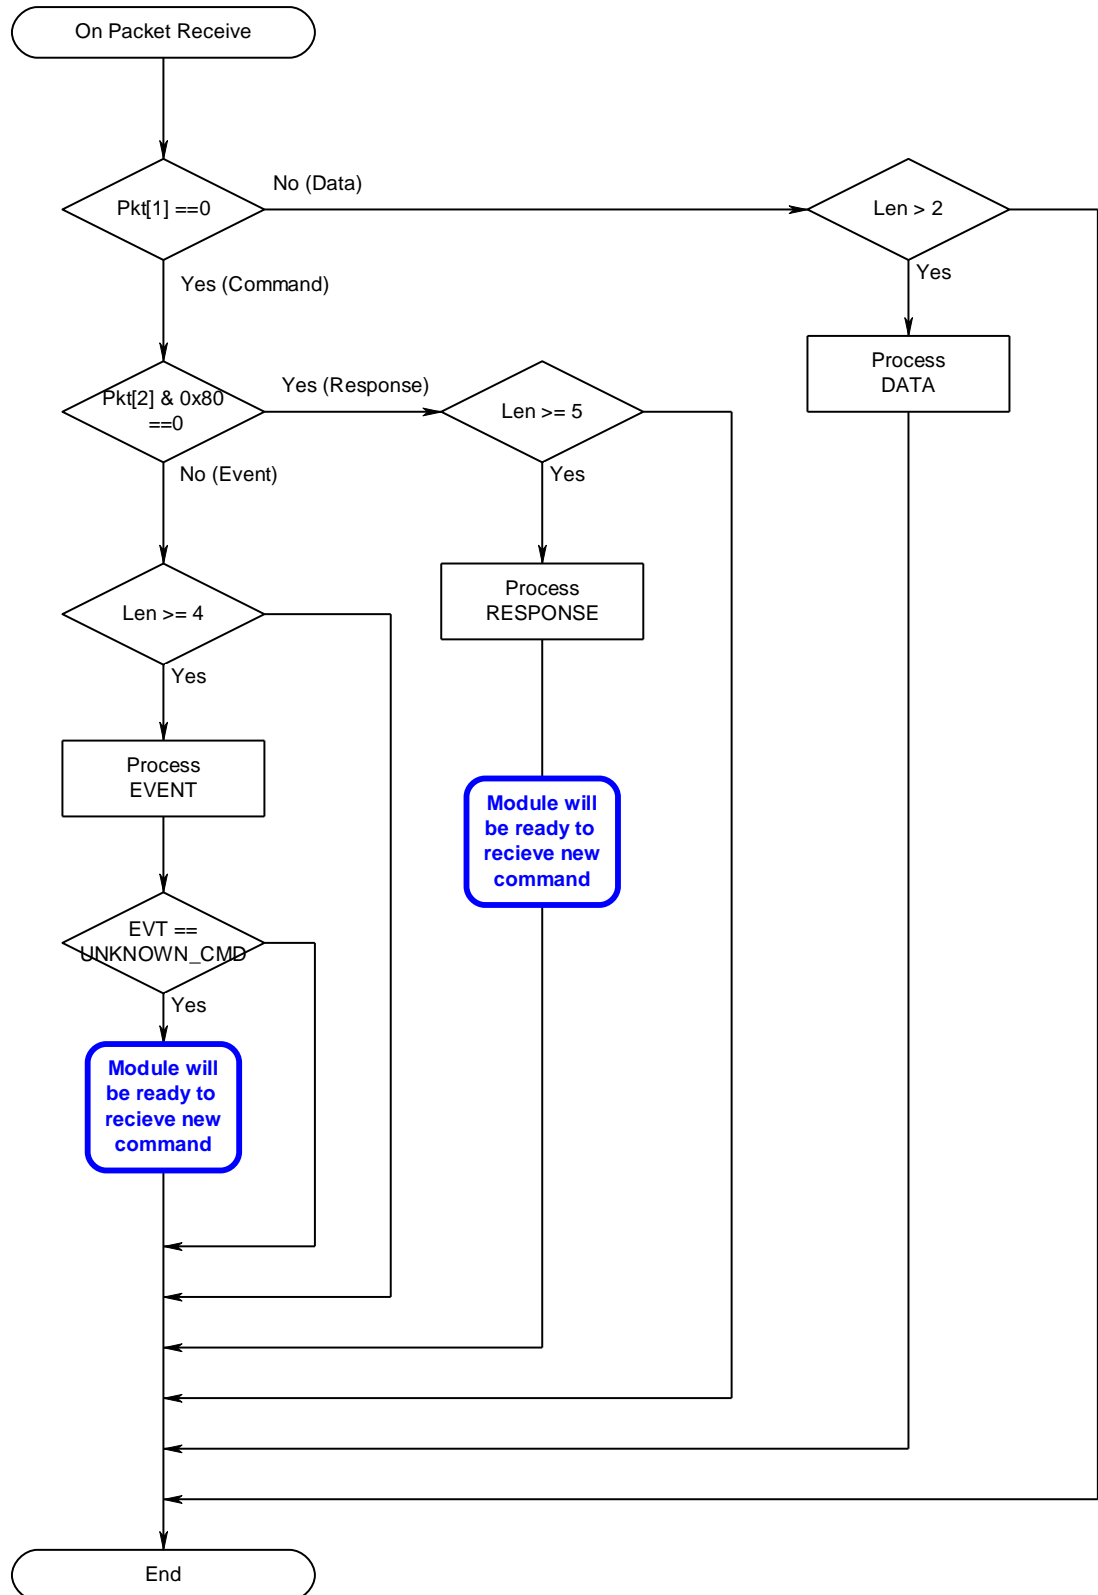 On Packet Receive
Pkt[1] ==0
No (Data)
Len > 2
Yes (Command)
Yes
Process
DATA
Pkt[2] & 0x80
==0
Yes (Response)
Len >= 5
No (Event)
Yes
Len >= 4
Process
RESPONSE
Yes
Process
EVENT
Module will
be ready to
recieve new
command
EVT ==
UNKNOWN_CMD
Yes
Module will
be ready to
recieve new
command
End